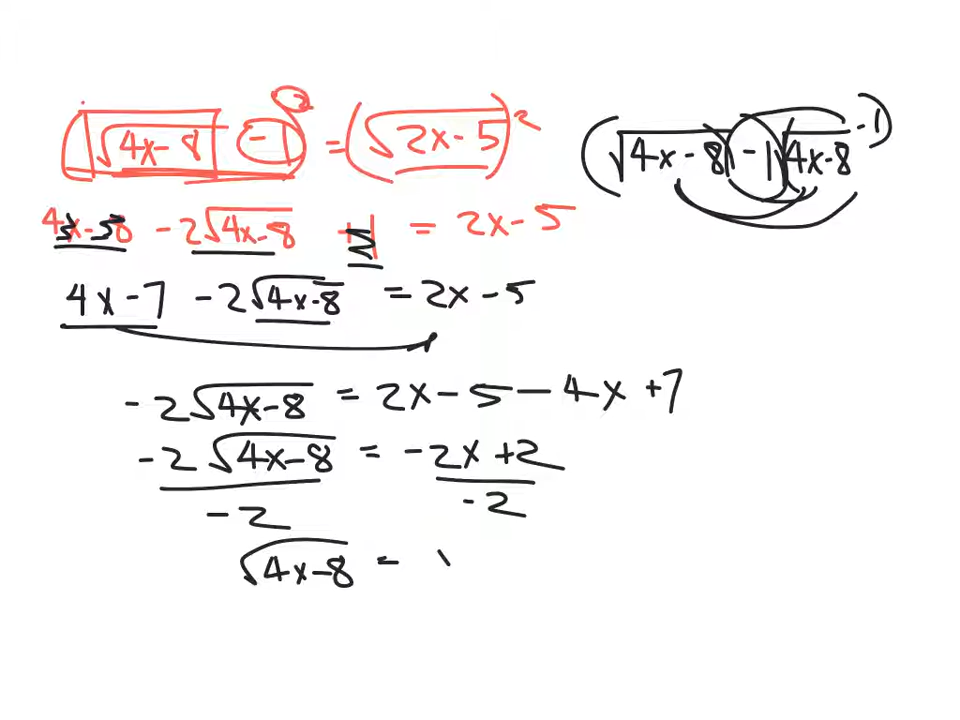 (√4x-8 -1)² = (√2x-5)²
(√4x-8 -1)(√4x-8 -1)
4x-8 -2√4x-8 +1 = 2x-5
4x-7 -2√4x-8 = 2x-5
-2√4x-8 = 2x-5-4x+7
-2√4x-8 = -2x+2
-2 -2
√4x-8 =